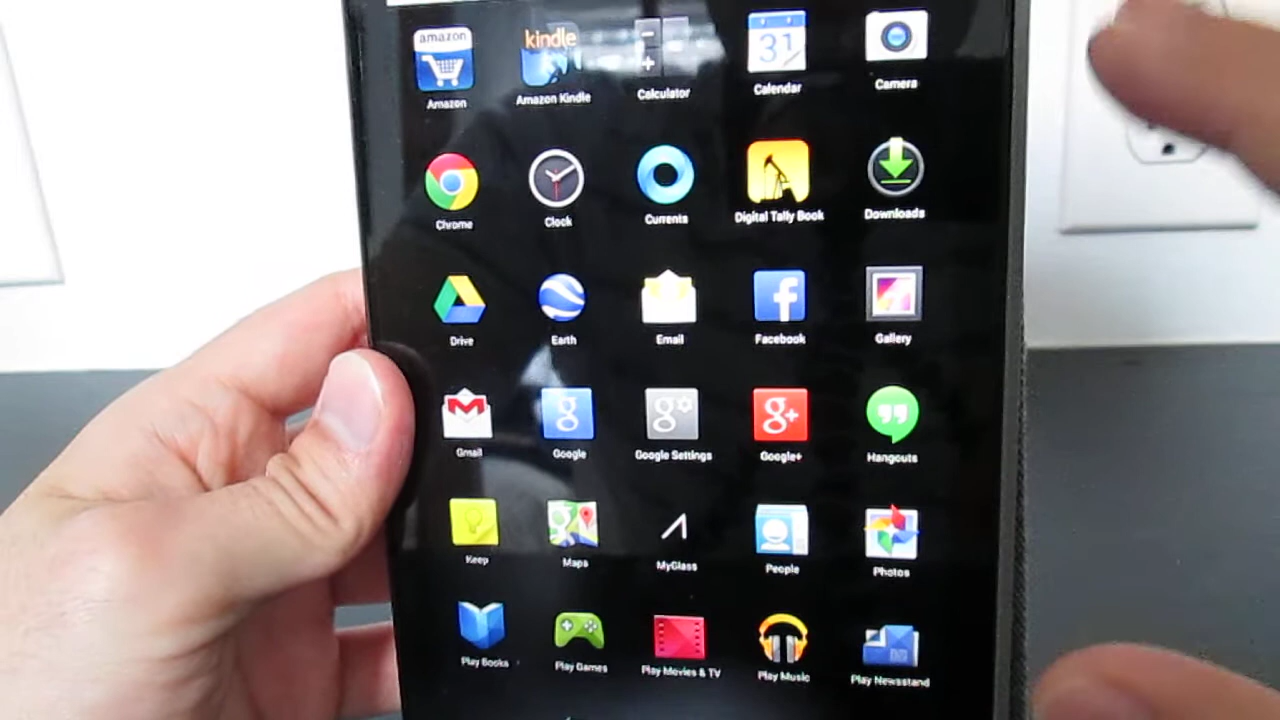 amazon
kindle
31
Amazon
Amazon Kindle
Calculator
Calendar
Camera
Chrome
Clock
Currents
Digital Tally Book
Downloads
Drive
Earth
Email
Facebook
Gallery
g
g
g+
Gmail
Google
Google Settings
Google+
Hangouts
Keep
Maps
MyGlass
People
Photos
Play Books
Play Games
Play Movies & TV
Play Music
Play Newsstand